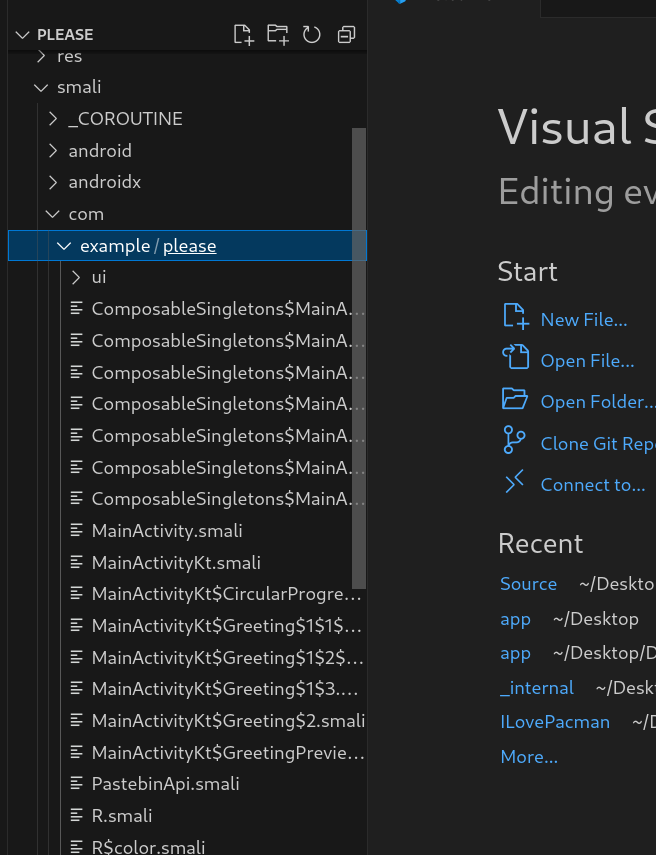 PLEASE
res
smali
_COROUTINE
android
androidx
com
example / please
ui
ComposableSingletons$MainA...
ComposableSingletons$MainA...
ComposableSingletons$MainA...
ComposableSingletons$MainA...
ComposableSingletons$MainA...
ComposableSingletons$MainA...
ComposableSingletons$MainA...
MainActivity.smali
MainActivityKt.smali
MainActivityKt$CircularProgre...
MainActivityKt$Greeting$1$1$...
MainActivityKt$Greeting$1$2$...
MainActivityKt$Greeting$1$3....
MainActivityKt$Greeting$2.smali
MainActivityKt$GreetingPrevie...
PastebinApi.smali
R.smali
R$color.smali
Visual S
Editing ev
Start
New File...
Open File...
Open Folder...
Clone Git Rep
Connect to...
Recent
Source ~/Deskto
app ~/Desktop
app ~/Desktop/D
_internal ~/Desk
ILovePacman ~/D
More...